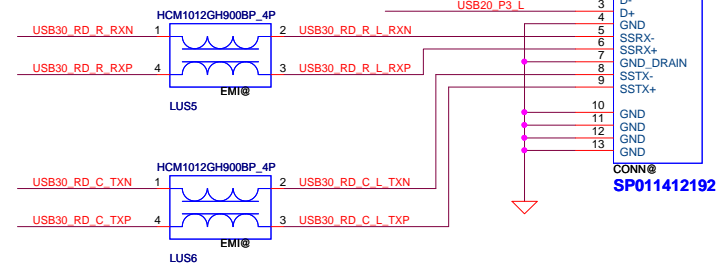 USB20_P3_L
3
D+
4
GND
HCM1012GH900BP_4P
USB30_RD_R_RXN 1 2 USB30_RD_R_L_RXN
5
SSRX-
6
SSRX+
7
GND_DRAIN
USB30_RD_R_RXP 4 3 USB30_RD_R_L_RXP
8
SSTX-
9
SSTX+
EMI@
LUS5
10
GND
11
GND
12
GND
13
GND
CONN@
SP011412192
HCM1012GH900BP_4P
USB30_RD_C_TXN 1 2 USB30_RD_C_L_TXN
USB30_RD_C_TXP 4 3 USB30_RD_C_L_TXP
EMI@
LUS6